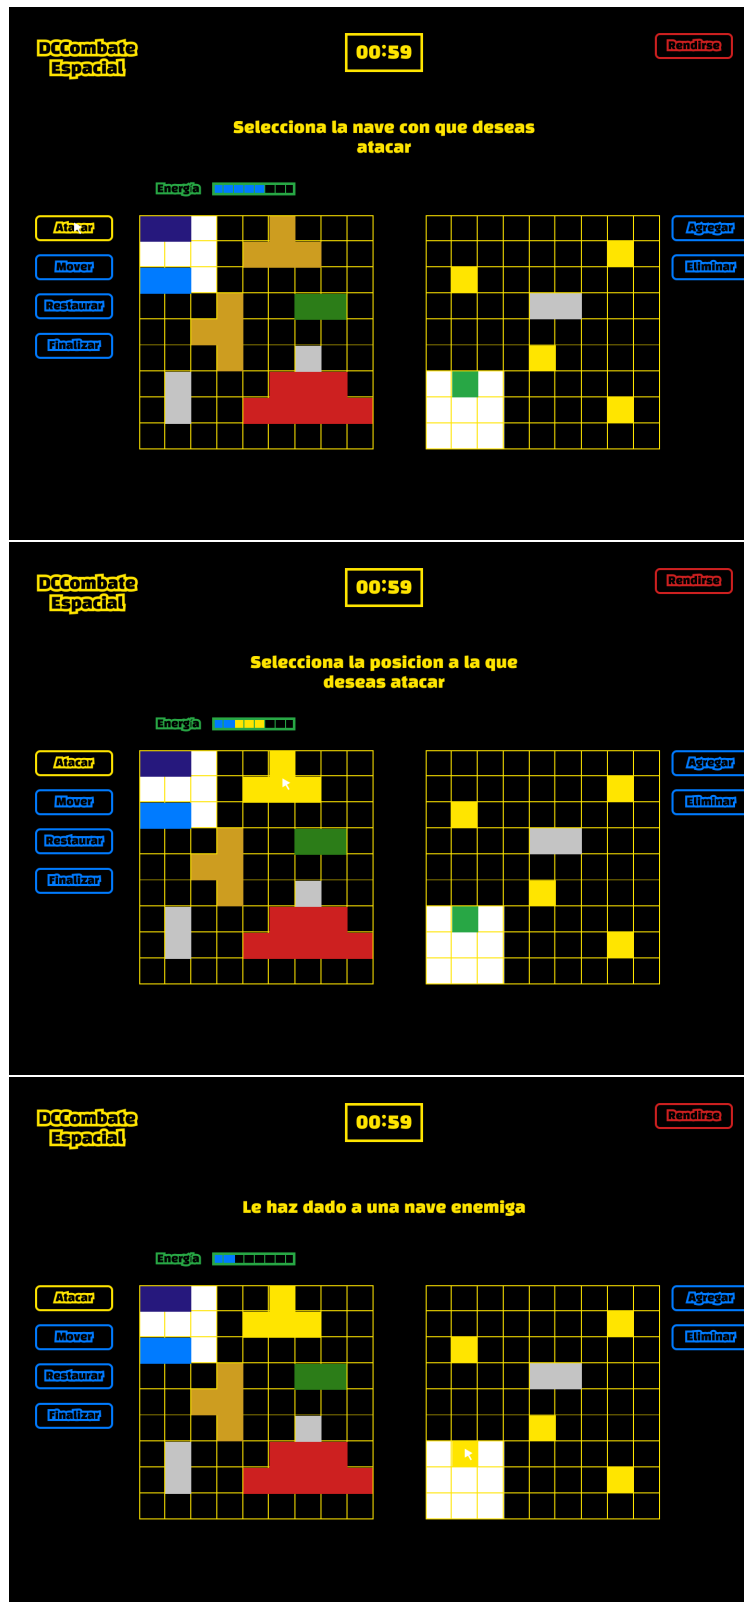 DCCombate
Espacial
00:59
Rendirse
Selecciona la nave con que deseas
atacar
Energía
Atacar
Agregar
Mover
Eliminar
Restaurar
Finalizar
DCCombate
Espacial
00:59
Rendirse
Selecciona la posicion a la que
deseas atacar
Energía
Atacar
Agregar
Mover
Eliminar
Restaurar
Finalizar
DCCombate
Espacial
00:59
Rendirse
Le haz dado a una nave enemiga
Energía
Atacar
Agregar
Mover
Eliminar
Restaurar
Finalizar